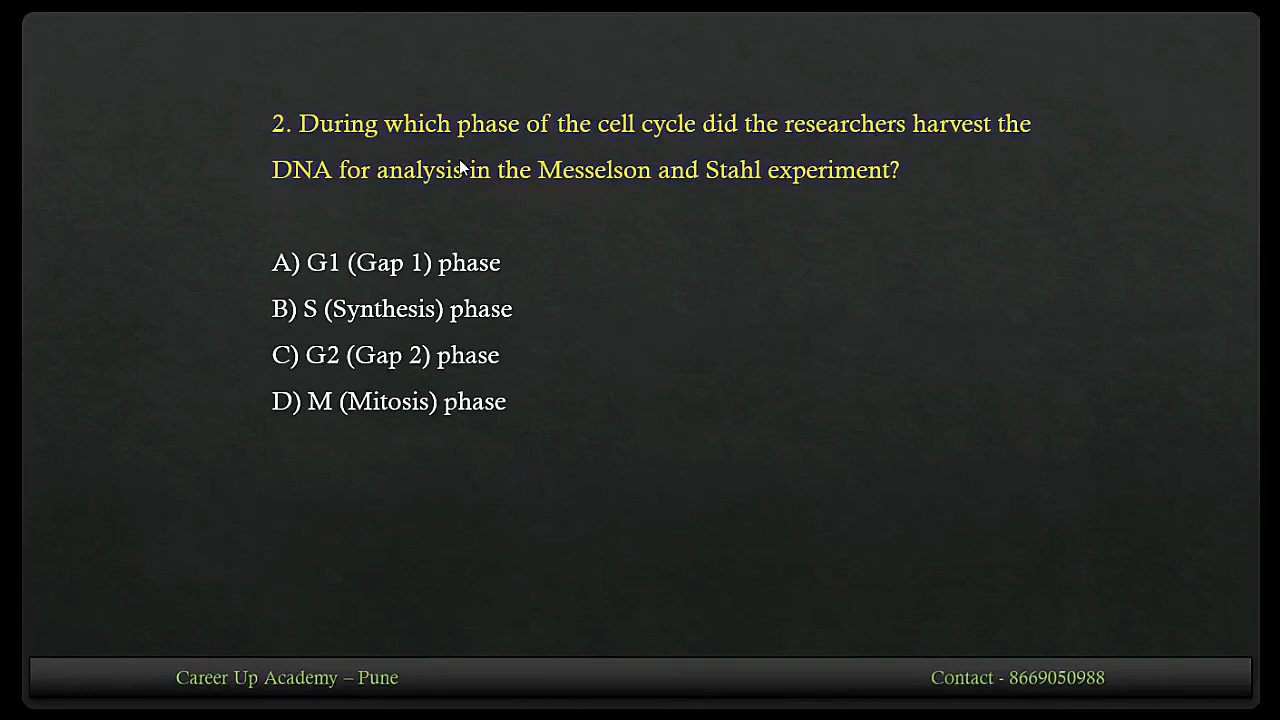 2. During which phase of the cell cycle did the researchers harvest the
DNA for analysis in the Messelson and Stahl experiment?
A) G1 (Gap 1) phase
B) S (Synthesis) phase
C) G2 (Gap 2) phase
D) M (Mitosis) phase
Career Up Academy – Pune
Contact - 8669050988